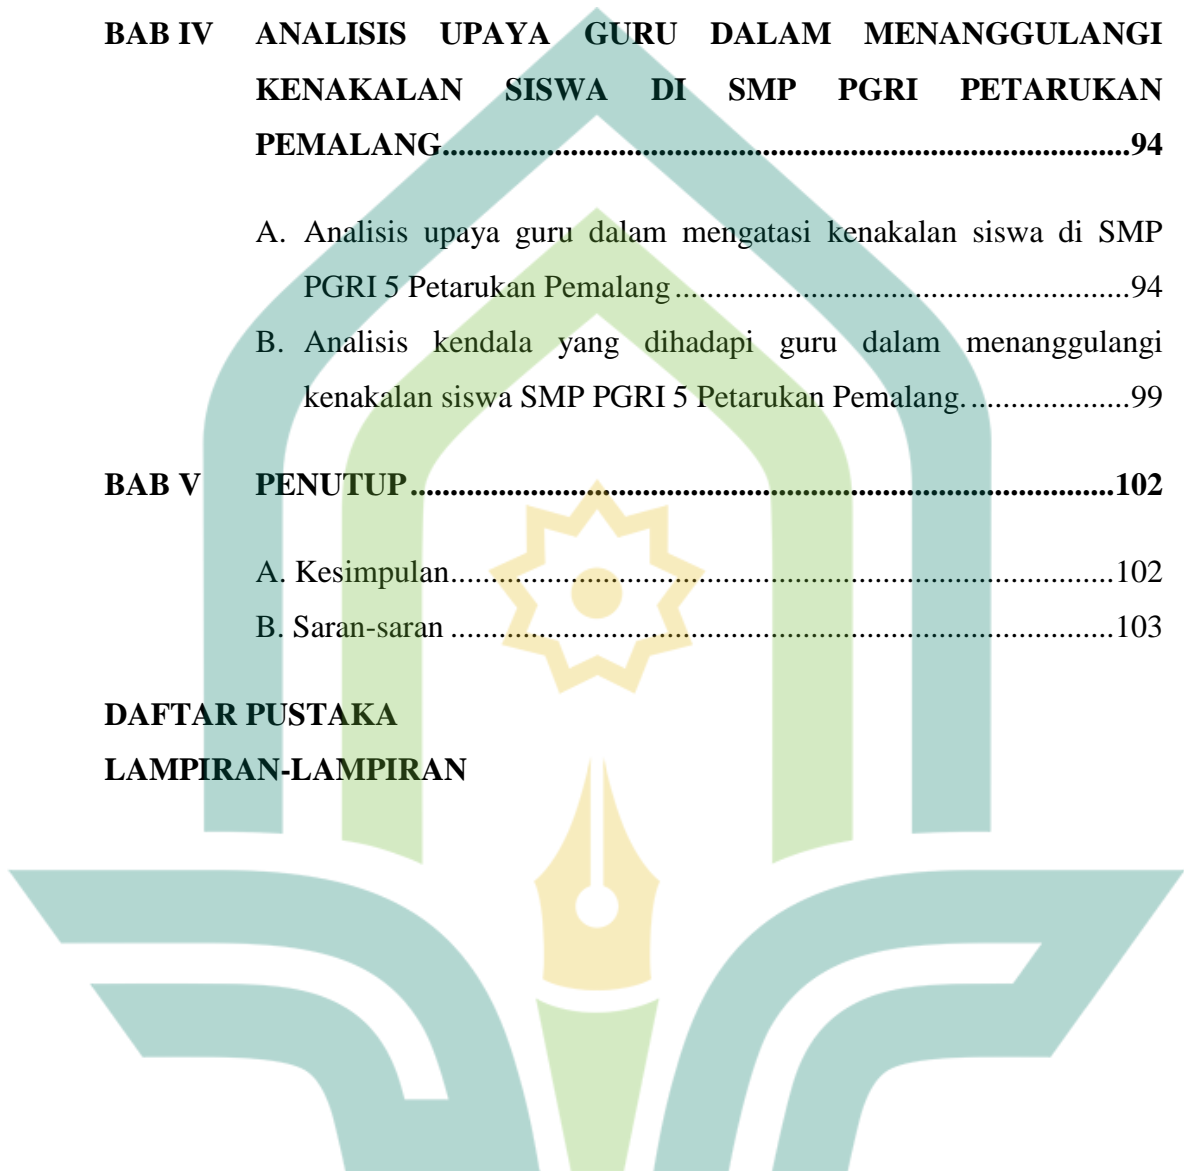 BAB IV ANALISIS UPAYA GURU DALAM MENANGGULANGI
KENAKALAN SISWA DI SMP PGRI PETARUKAN
PEMALANG..........................................................................................94
A. Analisis upaya guru dalam mengatasi kenakalan siswa di SMP
PGRI 5 Petarukan Pemalang..........................................................94
B. Analisis kendala yang dihadapi guru dalam menanggulangi
kenakalan siswa SMP PGRI 5 Petarukan Pemalang.....................99
BAB V PENUTUP..........................................................................................102
A. Kesimpulan.....................................................................................102
B. Saran-saran.....................................................................................103
DAFTAR PUSTAKA
LAMPIRAN-LAMPIRAN